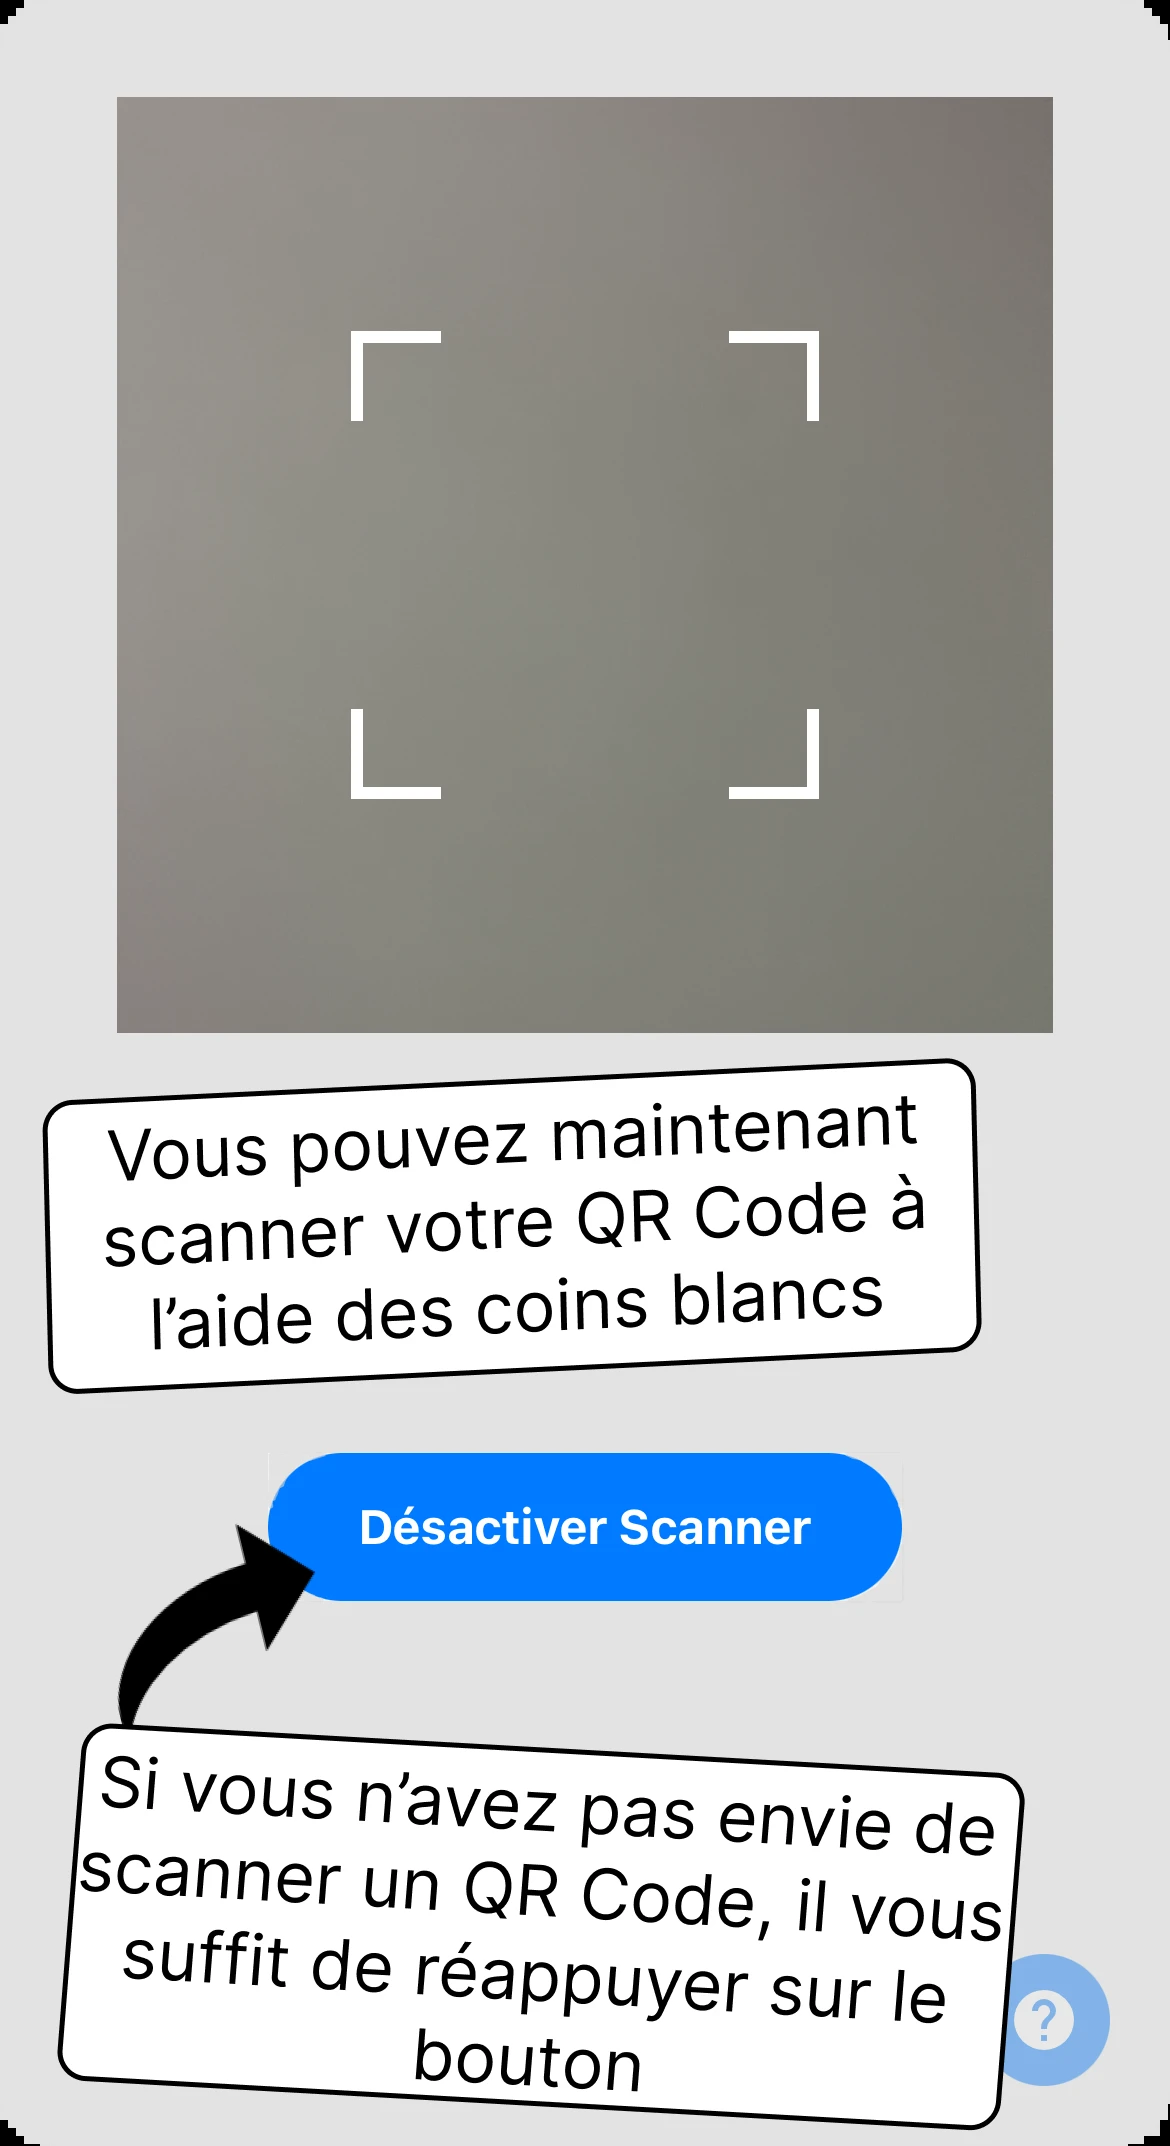 Vous pouvez maintenant
scanner votre QR Code à
l’aide des coins blancs
Désactiver Scanner
Si vous n’avez pas envie de
scanner un QR Code, il vous
suffit de réappuyer sur le
bouton
?